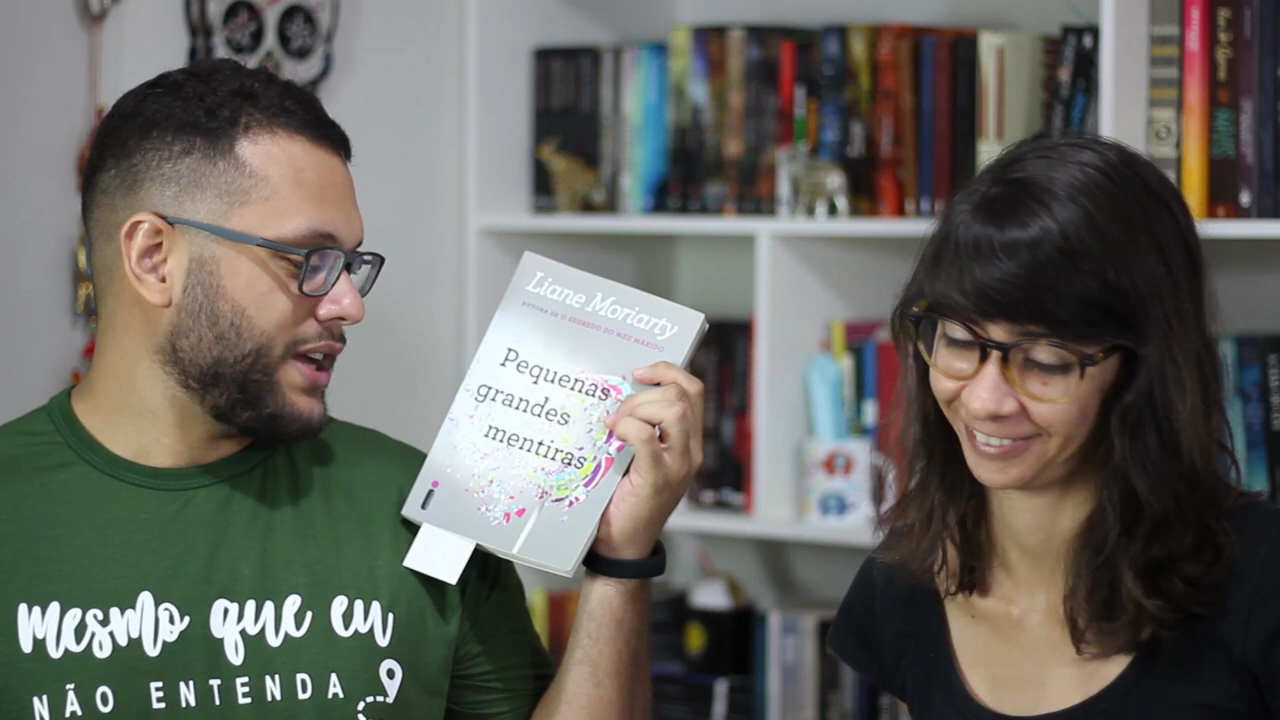 Liane Moriarty
AUTORA DE O SEGREDO DO MEU MARIDO
Pequenas
grandes
mentiras
i
mesmo que eu
NÃO ENTENDA